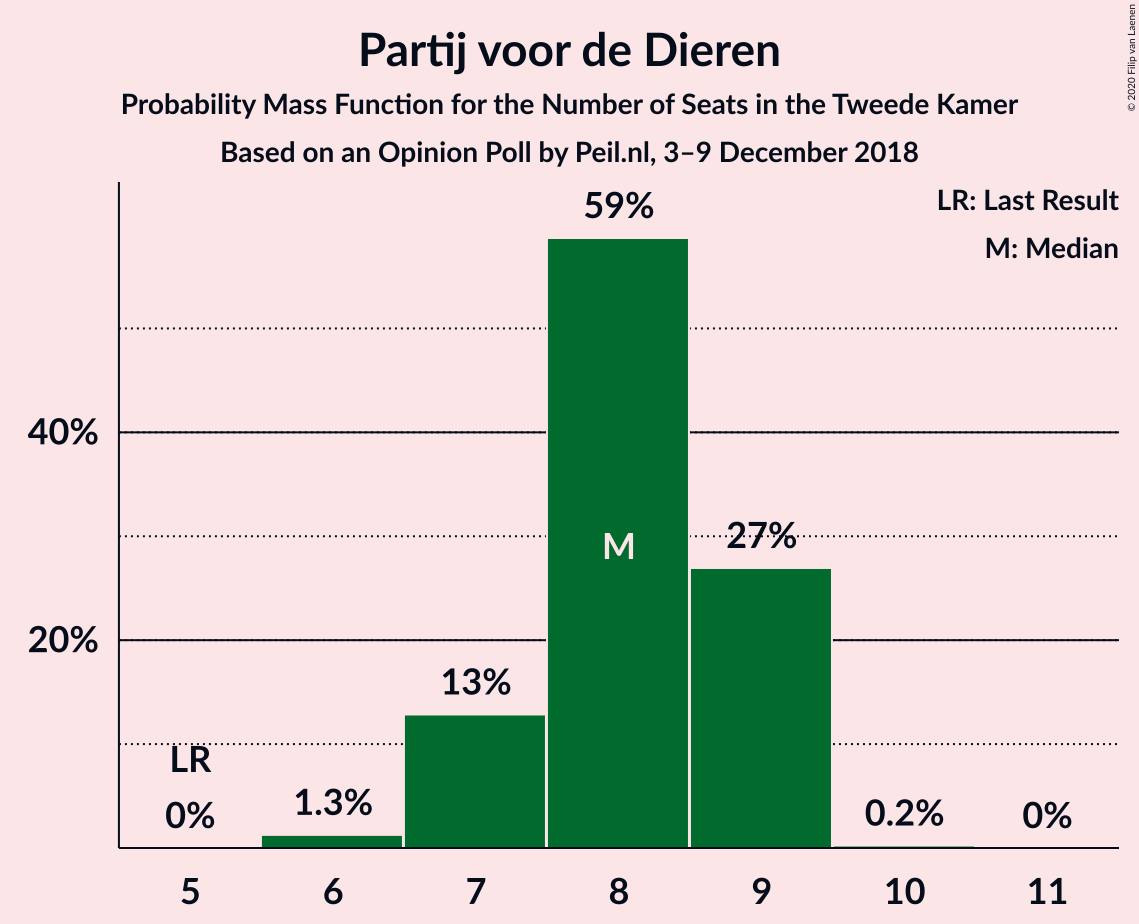 Partij voor de Dieren
Probability Mass Function for the Number of Seats in the Tweede Kamer
Based on an Opinion Poll by Peil.nl, 3–9 December 2018
© 2020 Filip van Laenen
LR: Last Result
M: Median
59%
40%
M
27%
20%
13%
LR
0%
1.3%
0.2%
0%
5 6 7 8 9 10 11